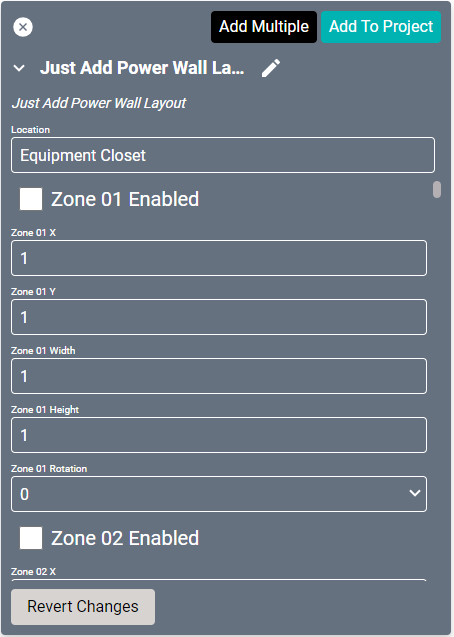 Add Multiple
Add To Project
Just Add Power Wall La...
Just Add Power Wall Layout
Location
Equipment Closet
Zone 01 Enabled
Zone 01 X
1
Zone 01 Y
1
Zone 01 Width
1
Zone 01 Height
1
Zone 01 Rotation
0
Zone 02 Enabled
Zone 02 X
Revert Changes